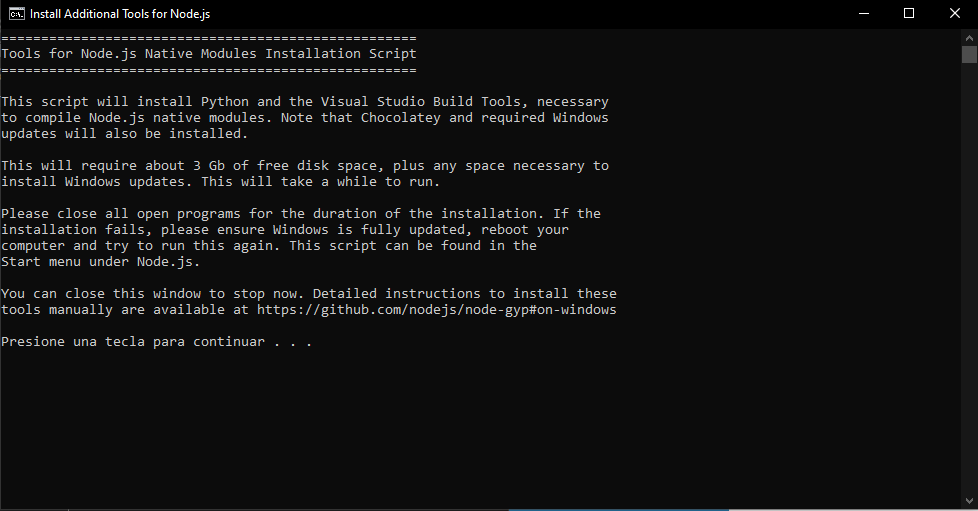 Install Additional Tools for Node.js
====================================================
Tools for Node.js Native Modules Installation Script
====================================================
This script will install Python and the Visual Studio Build Tools, necessary
to compile Node.js native modules. Note that Chocolatey and required Windows
updates will also be installed.
This will require about 3 Gb of free disk space, plus any space necessary to
install Windows updates. This will take a while to run.
Please close all open programs for the duration of the installation. If the
installation fails, please ensure Windows is fully updated, reboot your
computer and try to run this again. This script can be found in the
Start menu under Node.js.
You can close this window to stop now. Detailed instructions to install these
tools manually are available at https://github.com/nodejs/node-gyp#on-windows
Presione una tecla para continuar . . .